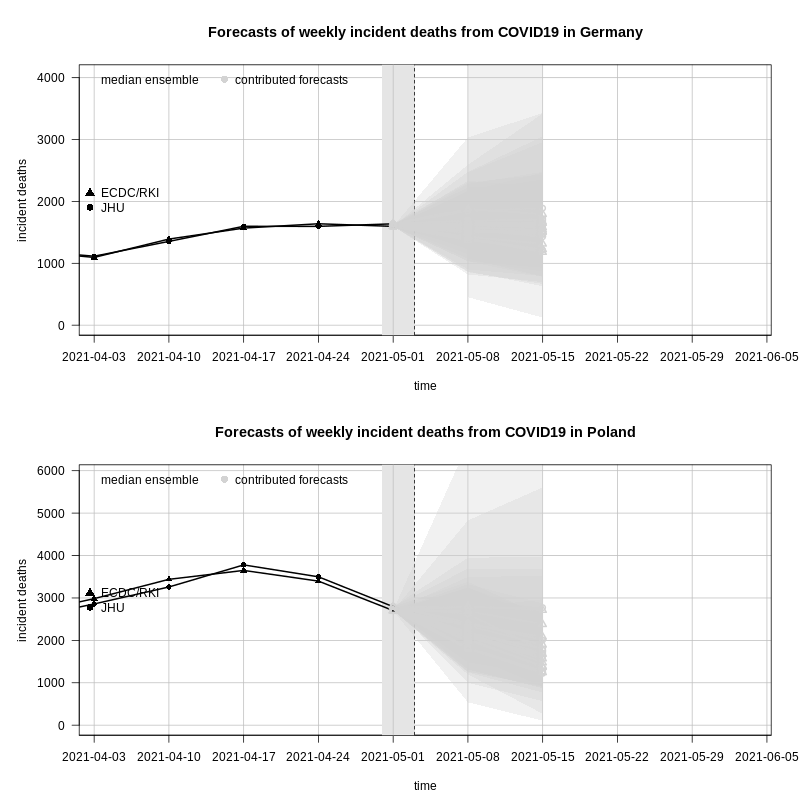 Forecasts of weekly incident deaths from COVID19 in Germany
median ensemble contributed forecasts
4000
3000
2000
1000
0
incident deaths
ECDC/RKI
JHU
2021-04-03 2021-04-10 2021-04-17 2021-04-24 2021-05-01 2021-05-08 2021-05-15 2021-05-22 2021-05-29 2021-06-05
time
Forecasts of weekly incident deaths from COVID19 in Poland
median ensemble contributed forecasts
6000
5000
4000
3000
2000
1000
0
incident deaths
ECDC/RKI
JHU
2021-04-03 2021-04-10 2021-04-17 2021-04-24 2021-05-01 2021-05-08 2021-05-15 2021-05-22 2021-05-29 2021-06-05
time